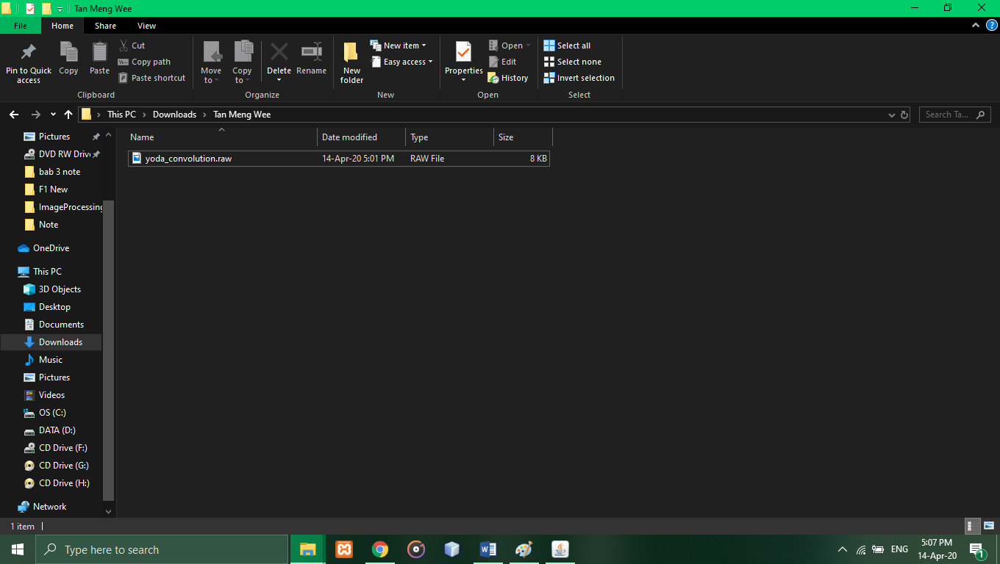 Tan Meng Wee
File Home Share View
Pin to Quick access
Copy
Paste
Cut
Copy path
Paste shortcut
Clipboard
Move to
Copy to
Delete
Rename
Organize
New folder
New item
Easy access
New
Properties
Open
Edit
History
Open
Select all
Select none
Invert selection
Select
This PC > Downloads > Tan Meng Wee
Search Ta...
Name Date modified Type Size
yoda_convolution.raw 14-Apr-20 5:01 PM RAW File 8 KB
Pictures
DVD RW Driv
bab 3 note
F1 New
ImageProcessing
Note
OneDrive
This PC
3D Objects
Desktop
Documents
Downloads
Music
Pictures
Videos
OS (C:)
DATA (D:)
CD Drive (F:)
CD Drive (G:)
CD Drive (H:)
Network
1 item
Type here to search
ENG
5:07 PM
14-Apr-20
1